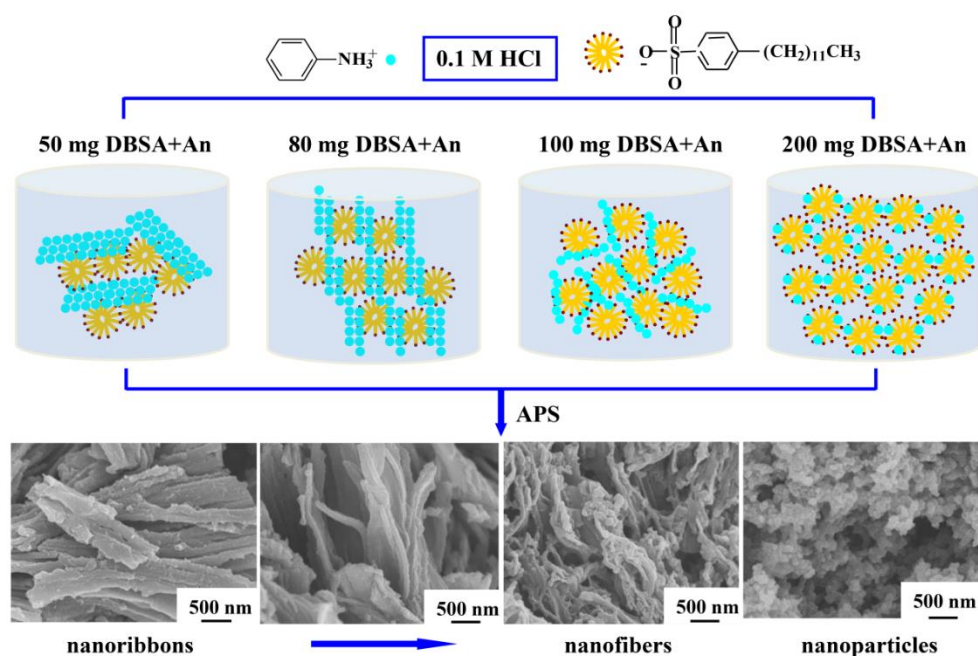 NH₃⁺
0.1 M HCl
O
⁻O-S-(CH₂)₁₁CH₃
O
50 mg DBSA+An
80 mg DBSA+An
100 mg DBSA+An
200 mg DBSA+An
APS
500 nm
500 nm
500 nm
500 nm
nanoribbons
nanofibers
nanoparticles